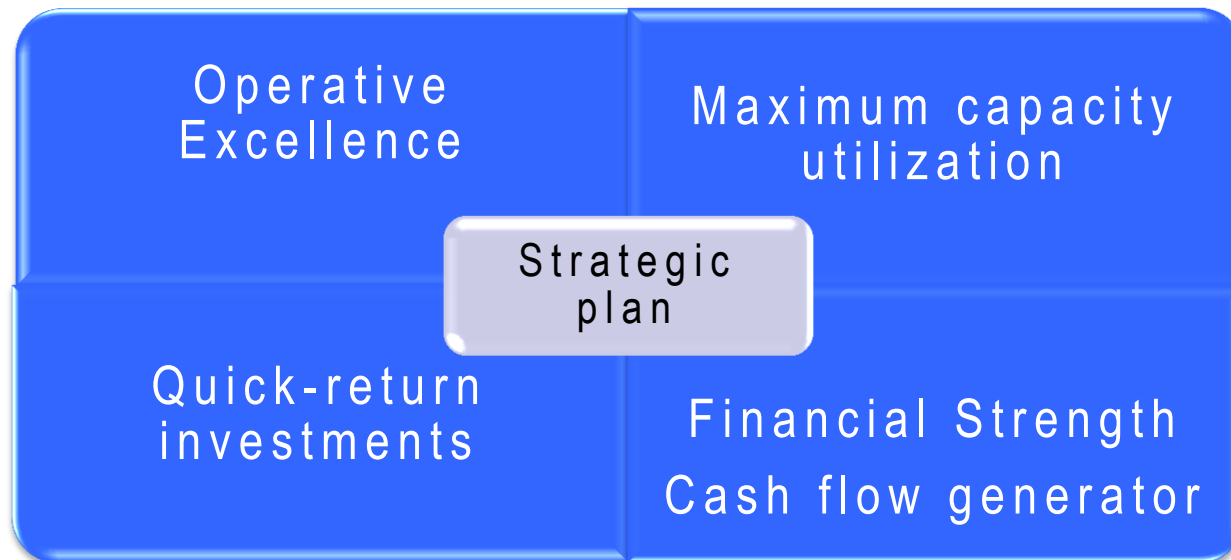 Operative
Excellence
Maximum capacity
utilization
Strategic
plan
Quick-return
investments
Financial Strength
Cash flow generator